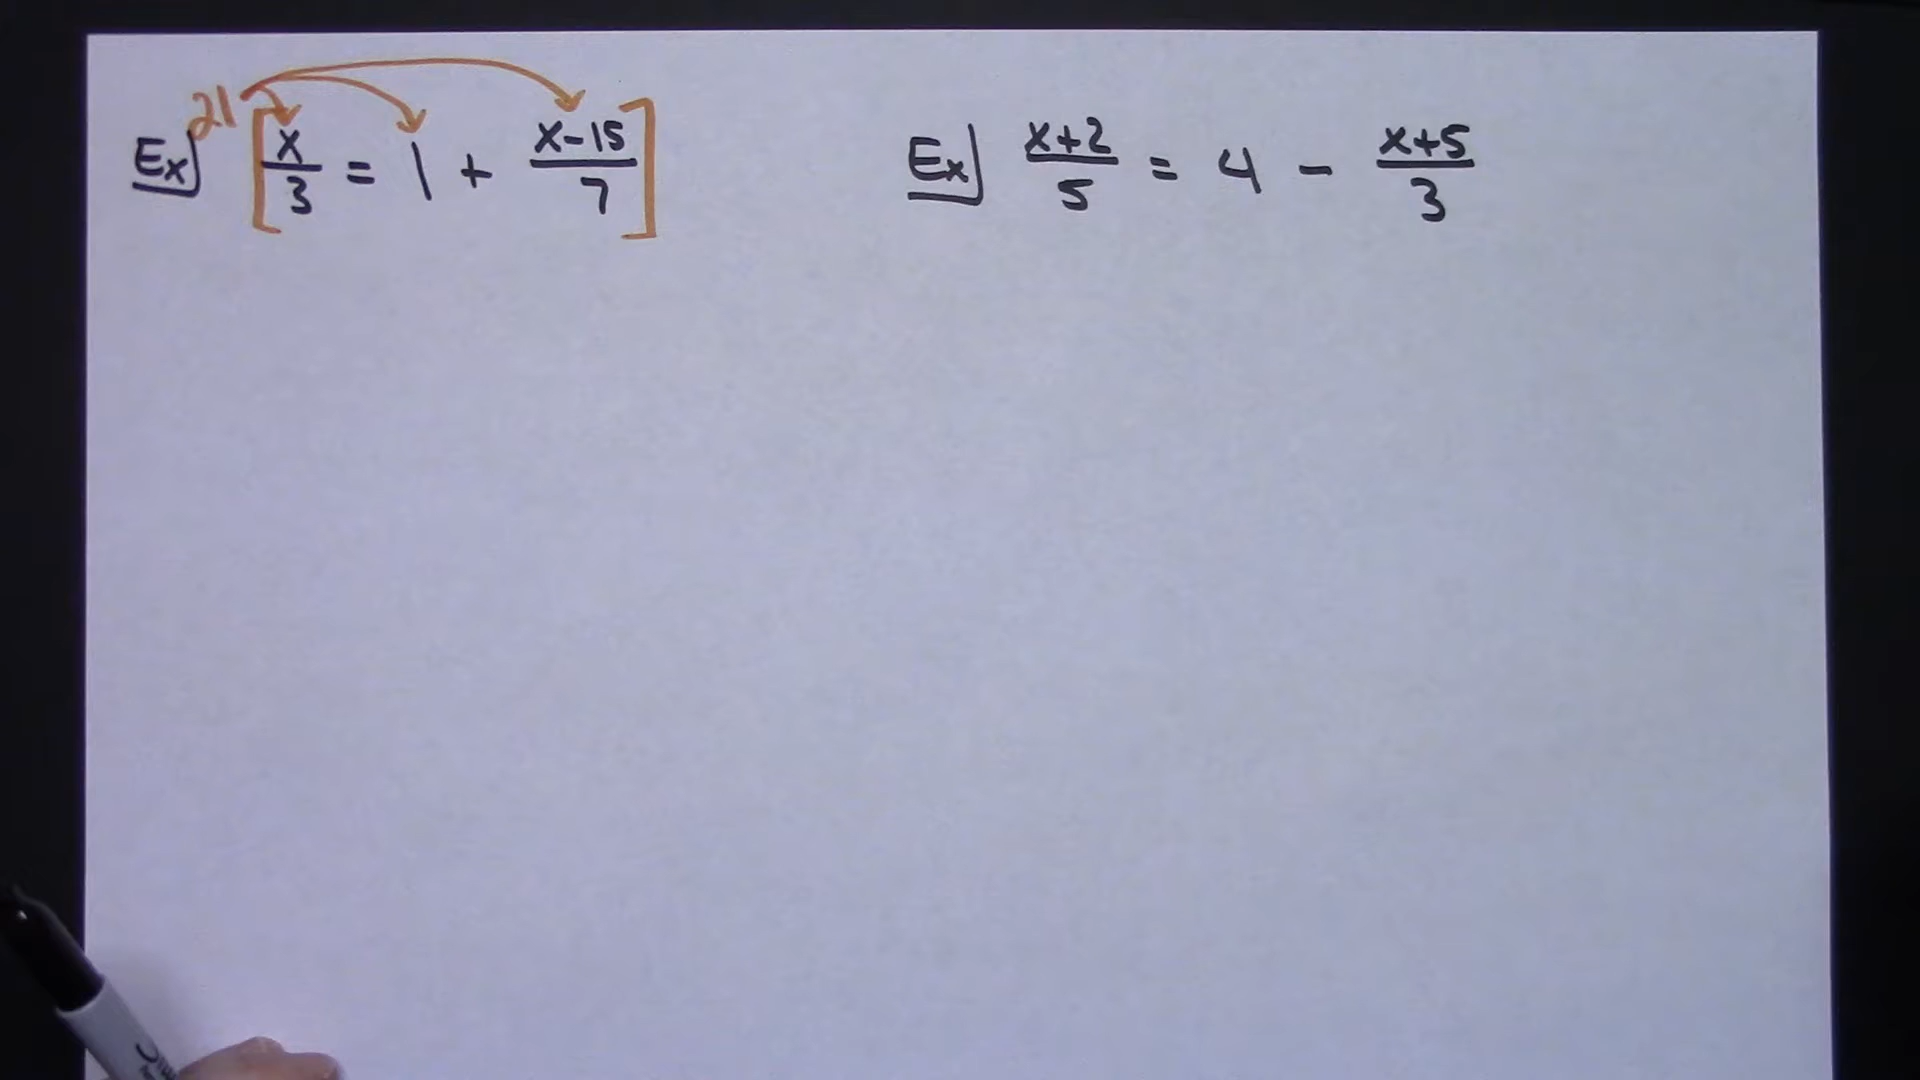 Ex] 21 [x/3 = 1 + (x-15)/7]
Ex] (x+2)/5 = 4 - (x+5)/3